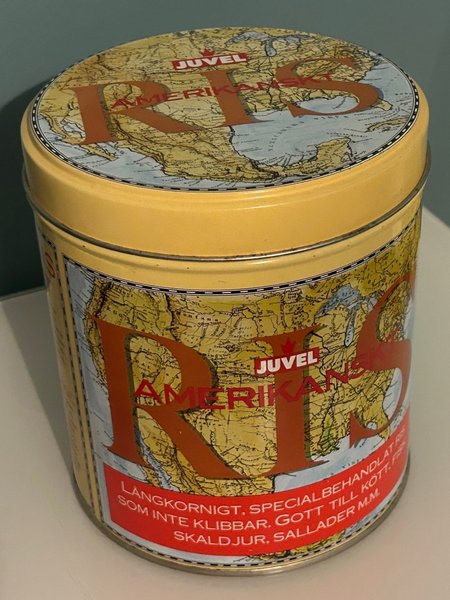 JUVEL
AMERIKANSKT
RIS
JUVEL
AMERIKANSKT
RIS
LÅNGKORNIGT, SPECIALBEHANDLAT
SOM INTE KLIBBAR. GOTT TILL KÖTT,
SKALDJUR, SALLADER M.M.